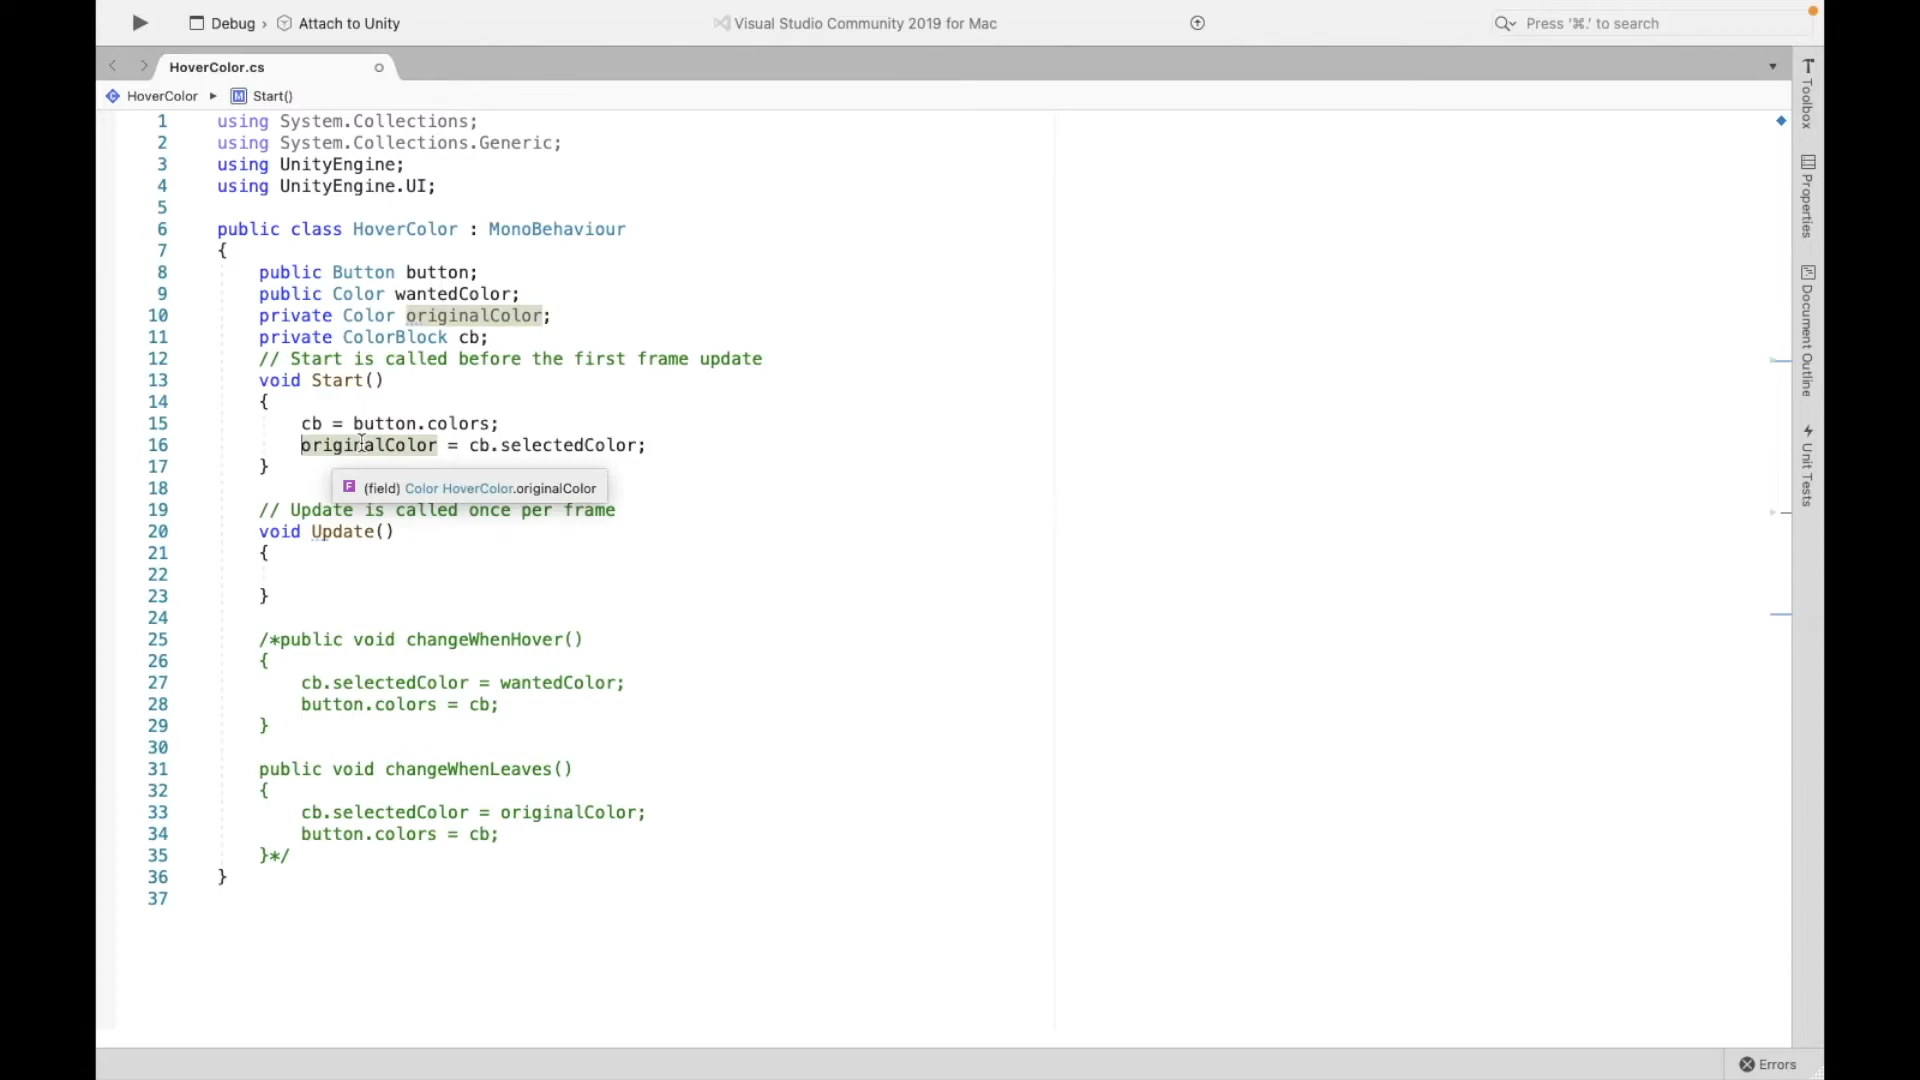 Debug › Attach to Unity
Visual Studio Community 2019 for Mac
Press '⌘.' to search
HoverColor.cs
HoverColor ▸ M Start()
1 using System.Collections;
2 using System.Collections.Generic;
3 using UnityEngine;
4 using UnityEngine.UI;
5
6 public class HoverColor : MonoBehaviour
7 {
8     public Button button;
9     public Color wantedColor;
10     private Color originalColor;
11     private ColorBlock cb;
12     // Start is called before the first frame update
13     void Start()
14     {
15         cb = button.colors;
16         originalColor = cb.selectedColor;
17     }
F (field) Color HoverColor.originalColor
18
19     // Update is called once per frame
20     void Update()
21     {
22
23     }
24
25     /*public void changeWhenHover()
26     {
27         cb.selectedColor = wantedColor;
28         button.colors = cb;
29     }
30
31     public void changeWhenLeaves()
32     {
33         cb.selectedColor = originalColor;
34         button.colors = cb;
35     }*/
36 }
37
Toolbox
Properties
Document Outline
Unit Tests
Errors